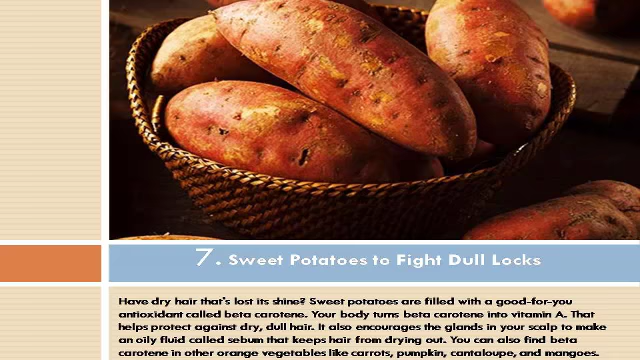 7. Sweet Potatoes to Fight Dull Locks
Have dry hair that's lost its shine? Sweet potatoes are filled with a good-for-you
antioxidant called beta carotene. Your body turns beta carotene into vitamin A. That
helps protect against dry, dull hair. It also encourages the glands in your scalp to make
an oily fluid called sebum that keeps hair from drying out. You can also find beta
carotene in other orange vegetables like carrots, pumpkin, cantaloupe, and mangoes.